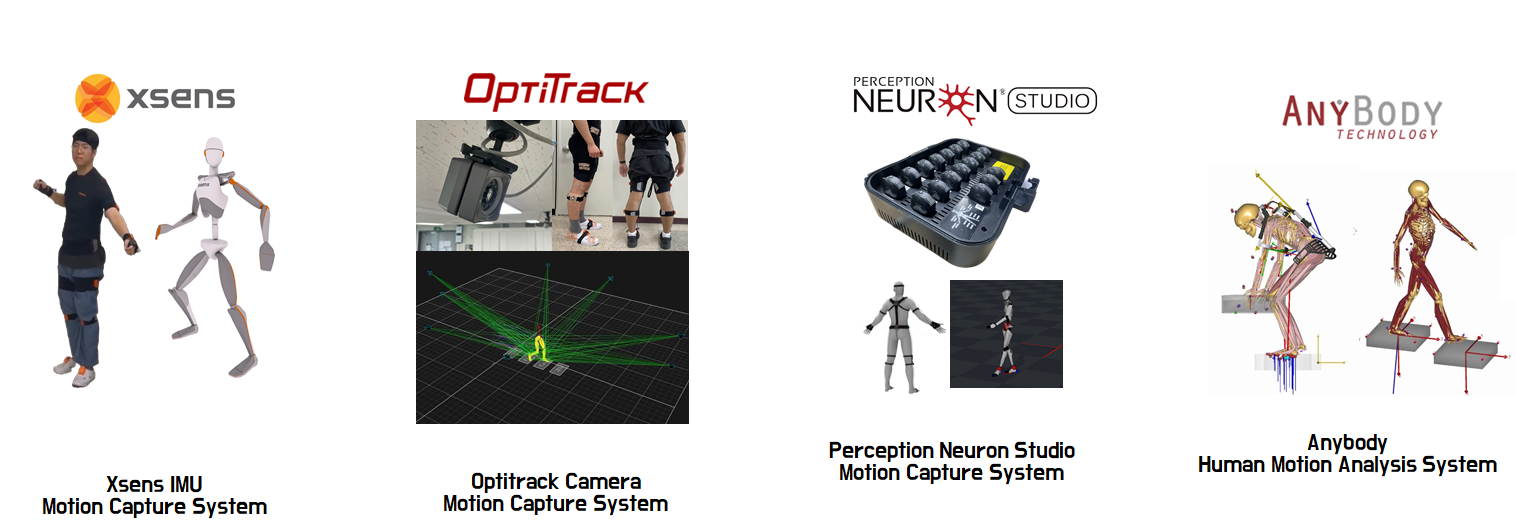 xsens
Xsens IMU
Motion Capture System
OptiTrack
Optitrack Camera
Motion Capture System
PERCEPTION
NEURON® STUDIO
Perception Neuron Studio
Motion Capture System
ANYBODY
TECHNOLOGY
Anybody
Human Motion Analysis System